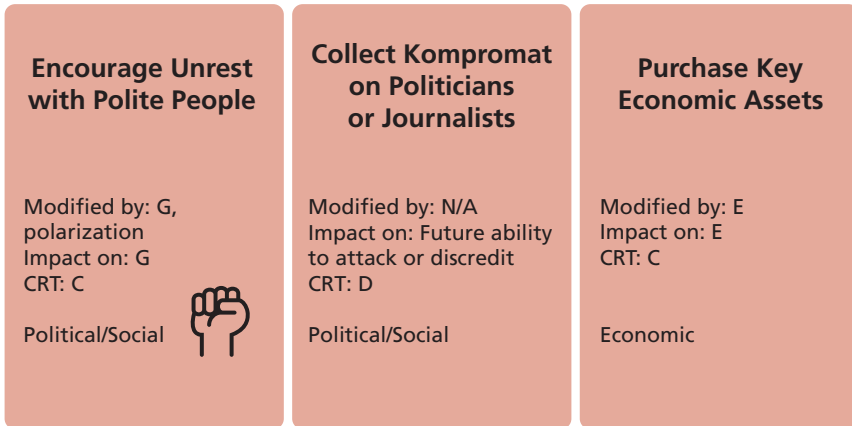 Encourage Unrest
with Polite People
Modified by: G,
polarization
Impact on: G
CRT: C
Political/Social
Collect Kompromat
on Politicians
or Journalists
Modified by: N/A
Impact on: Future ability
to attack or discredit
CRT: D
Political/Social
Purchase Key
Economic Assets
Modified by: E
Impact on: E
CRT: C
Economic